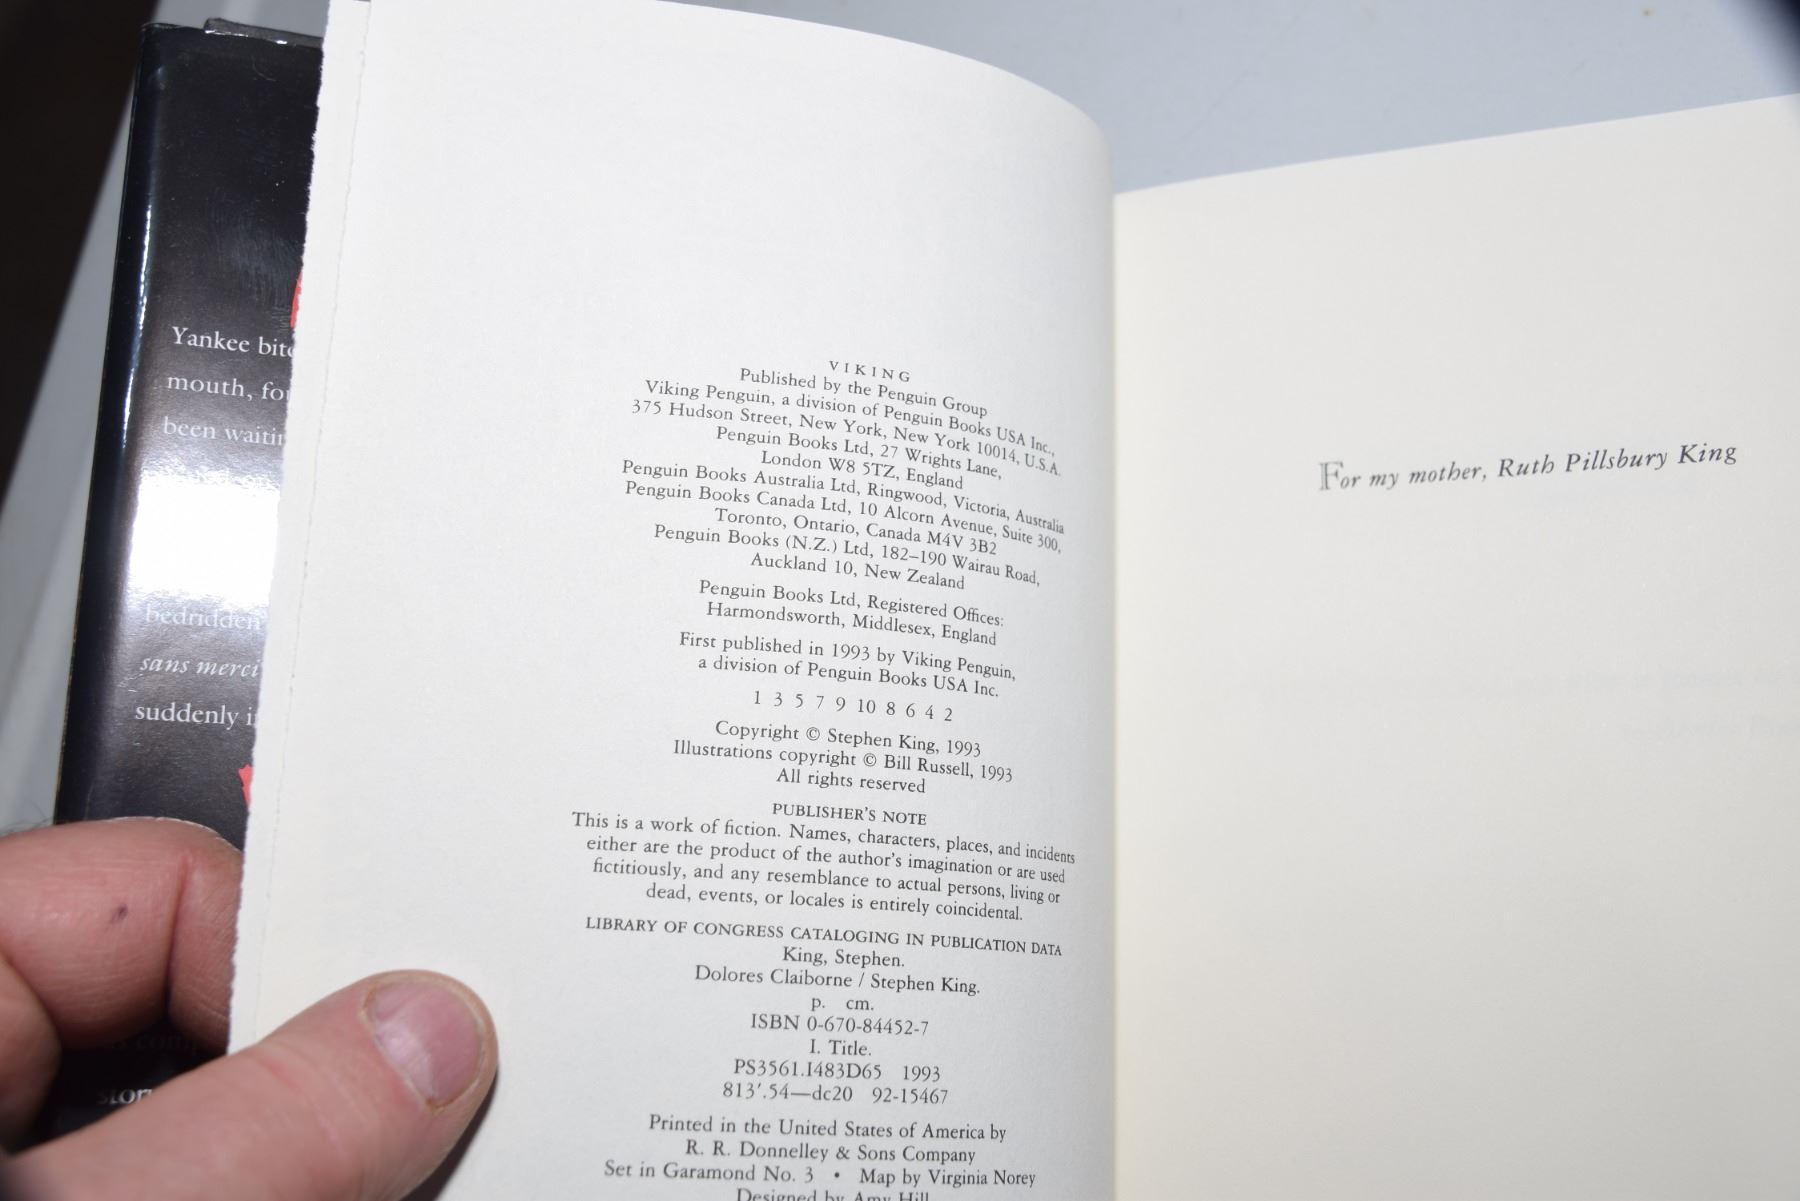 Yankee
mouth,
been
bedridden
sans merci
suddenly
VIKING
Published by the Penguin Group
Viking Penguin, a division of Penguin Books USA Inc.,
375 Hudson Street, New York, New York 10014, U.S.A.
Penguin Books Ltd, 27 Wrights Lane,
London W8 5TZ, England
Penguin Books Australia Ltd, Ringwood, Victoria, Australia
Penguin Books Canada Ltd, 10 Alcorn Avenue, Suite 300,
Toronto, Ontario, Canada M4V 3B2
Penguin Books (N.Z.) Ltd, 182–190 Wairau Road,
Auckland 10, New Zealand
Penguin Books Ltd, Registered Offices:
Harmondsworth, Middlesex, England
First published in 1993 by Viking Penguin,
a division of Penguin Books USA Inc.
1 3 5 7 9 10 8 6 4 2
Copyright © Stephen King, 1993
Illustrations copyright © Bill Russell, 1993
All rights reserved
PUBLISHER'S NOTE
This is a work of fiction. Names, characters, places, and incidents
either are the product of the author's imagination or are used
fictitiously, and any resemblance to actual persons, living or
dead, events, or locales is entirely coincidental.
LIBRARY OF CONGRESS CATALOGING IN PUBLICATION DATA
King, Stephen.
Dolores Claiborne / Stephen King.
p. cm.
ISBN 0-670-84452-7
I. Title.
PS3561.I483D65 1993
813'.54—dc20 92-15467
Printed in the United States of America by
R. R. Donnelley & Sons Company
Set in Garamond No. 3 • Map by Virginia Norey
Designed by Amy Hill
For my mother, Ruth Pillsbury King